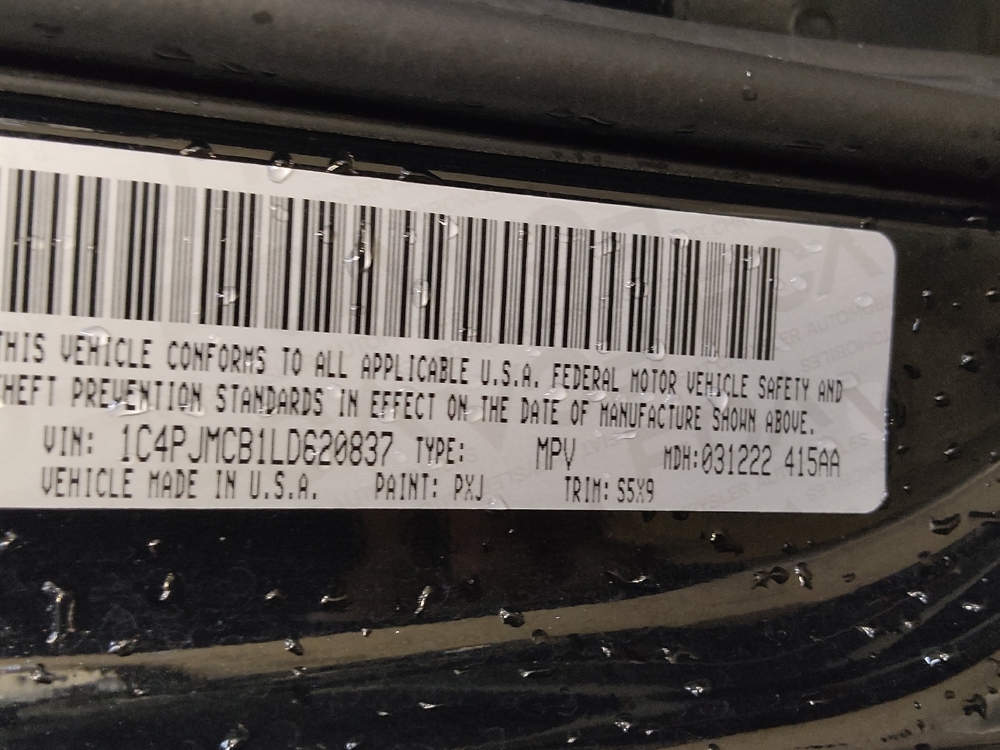 THIS VEHICLE CONFORMS TO ALL APPLICABLE U.S.A. FEDERAL MOTOR VEHICLE SAFETY AND
THEFT PREVENTION STANDARDS IN EFFECT ON THE DATE OF MANUFACTURE SHOWN ABOVE.
VIN: 1C4PJMCB1LD620837 TYPE: MPV MDH:031222 415AA
VEHICLE MADE IN U.S.A. PAINT: PXJ TRIM: S5X9